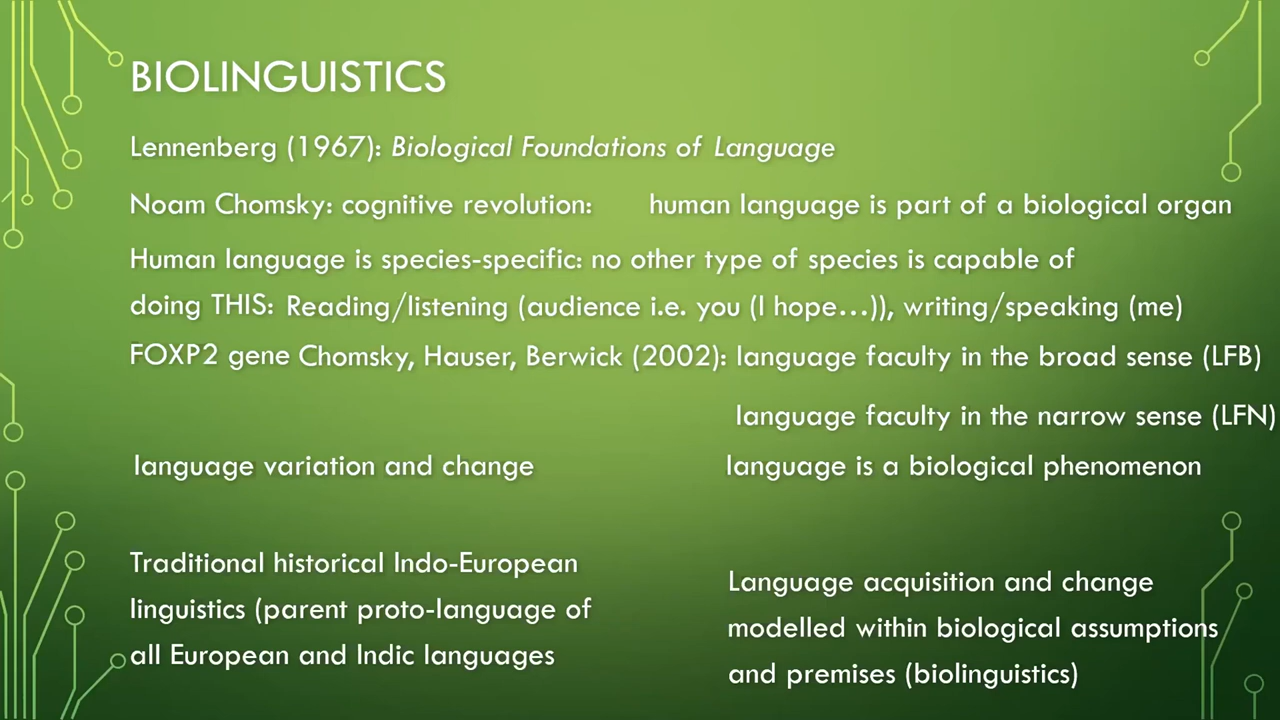 BIOLINGUISTICS
Lennenberg (1967): Biological Foundations of Language
Noam Chomsky: cognitive revolution: human language is part of a biological organ
Human language is species-specific: no other type of species is capable of
doing THIS: Reading/listening (audience i.e. you (I hope…)), writing/speaking (me)
FOXP2 gene Chomsky, Hauser, Berwick (2002): language faculty in the broad sense (LFB)
language faculty in the narrow sense (LFN)
language variation and change
language is a biological phenomenon
Traditional historical Indo-European
linguistics (parent proto-language of
all European and Indic languages
Language acquisition and change
modelled within biological assumptions
and premises (biolinguistics)